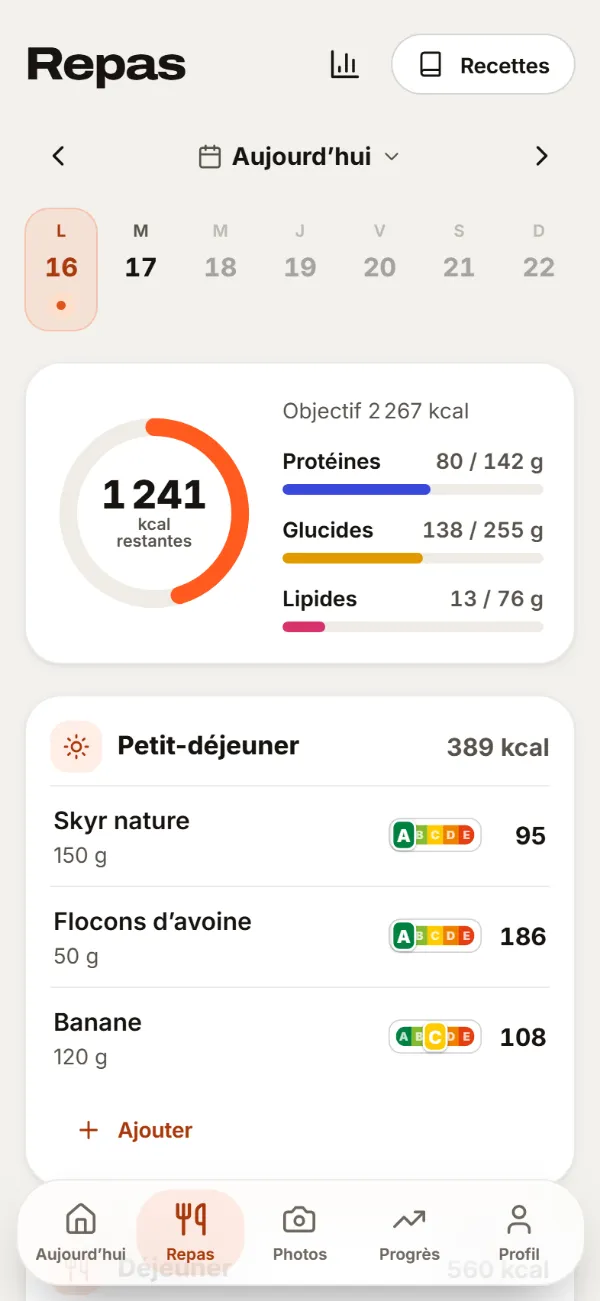 Repas
Recettes
Aujourd’hui
L M M J V S D
16 17 18 19 20 21 22
Objectif 2 267 kcal
1 241
kcal
restantes
Protéines 80 / 142 g
Glucides 138 / 255 g
Lipides 13 / 76 g
Petit-déjeuner 389 kcal
Skyr nature
150 g
A B C D E 95
Flocons d’avoine
50 g
A B C D E 186
Banane
120 g
A B C D E 108
+ Ajouter
Aujourd’hui Repas Photos Progrès Profil
Déjeuner 560 kcal